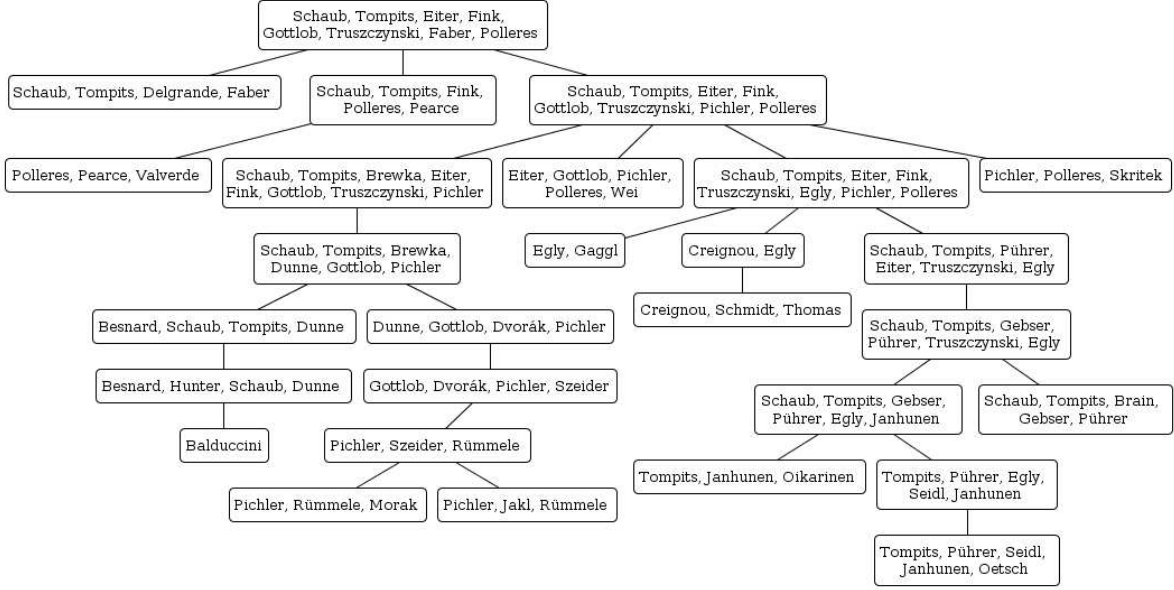 Schaub, Tompits, Eiter, Fink,
Gottlob, Truszczynski, Faber, Polleres
Schaub, Tompits, Delgrande, Faber
Schaub, Tompits, Fink,
Polleres, Pearce
Schaub, Tompits, Eiter, Fink,
Gottlob, Truszczynski, Pichler, Polleres
Polleres, Pearce, Valverde
Schaub, Tompits, Brewka, Eiter,
Fink, Gottlob, Truszczynski, Pichler
Eiter, Gottlob, Pichler,
Polleres, Wei
Schaub, Tompits, Eiter, Fink,
Truszczynski, Egly, Pichler, Polleres
Pichler, Polleres, Skritek
Schaub, Tompits, Brewka,
Dunne, Gottlob, Pichler
Egly, Gaggl
Creignou, Egly
Schaub, Tompits, Pührer,
Eiter, Truszczynski, Egly
Creignou, Schmidt, Thomas
Besnard, Schaub, Tompits, Dunne
Dunne, Gottlob, Dvorák, Pichler
Schaub, Tompits, Gebser,
Pührer, Truszczynski, Egly
Besnard, Hunter, Schaub, Dunne
Gottlob, Dvorák, Pichler, Szeider
Schaub, Tompits, Gebser,
Pührer, Egly, Janhunen
Schaub, Tompits, Brain,
Gebser, Pührer
Balduccini
Pichler, Szeider, Rümmele
Tompits, Janhunen, Oikarinen
Tompits, Pührer, Egly,
Seidl, Janhunen
Pichler, Rümmele, Morak
Pichler, Jakl, Rümmele
Tompits, Pührer, Seidl,
Janhunen, Oetsch